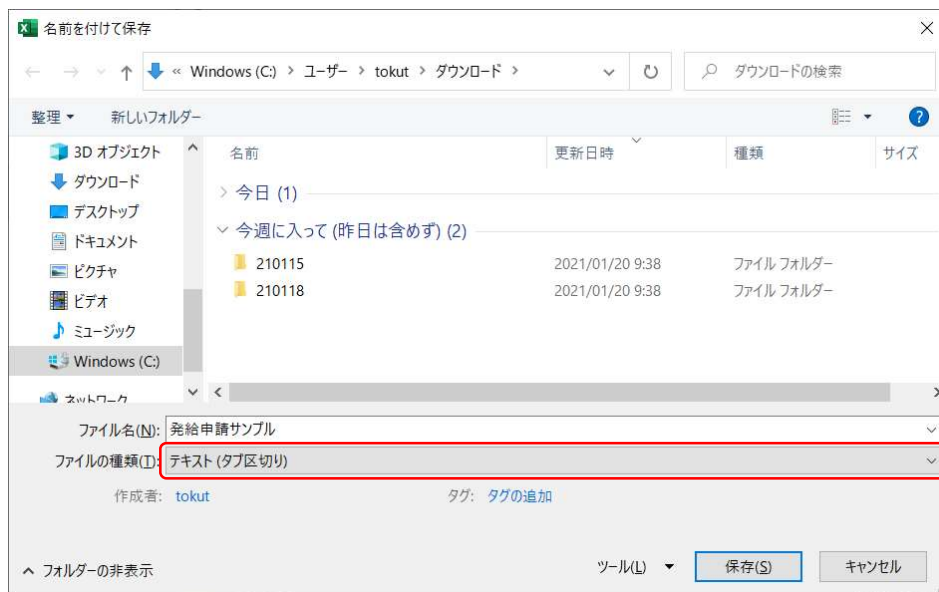 名前を付けて保存
« Windows (C:) > ユーザー > tokut > ダウンロード >
ダウンロードの検索
整理 新しいフォルダー
3D オブジェクト
ダウンロード
デスクトップ
ドキュメント
ピクチャ
ビデオ
ミュージック
Windows (C:)
ネットワーク
名前 更新日時 種類 サイズ
今日 (1)
今週に入って (昨日は含めず) (2)
210115 2021/01/20 9:38 ファイル フォルダー
210118 2021/01/20 9:38 ファイル フォルダー
ファイル名(N): 発給申請サンプル
ファイルの種類(T): テキスト (タブ区切り)
作成者: tokut タグ: タグの追加
フォルダーの非表示 ツール(L) 保存(S) キャンセル